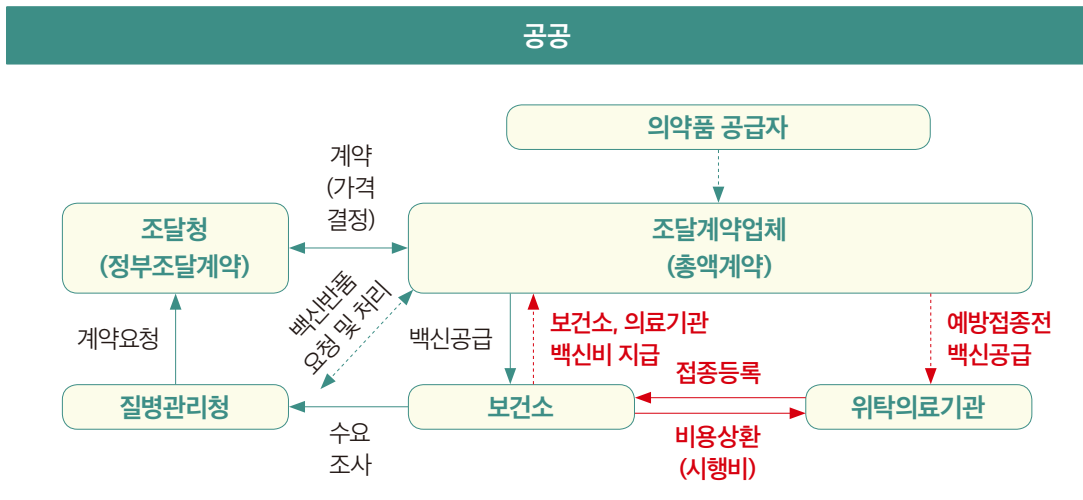 공공
의약품 공급자
계약
(가격
결정)
조달청
(정부조달계약)
조달계약업체
(총액계약)
계약요청
백신반품
요청 및 처리
백신공급
보건소, 의료기관
백신비 지급
예방접종전
백신공급
접종등록
질병관리청
보건소
위탁의료기관
수요
조사
비용상환
(시행비)